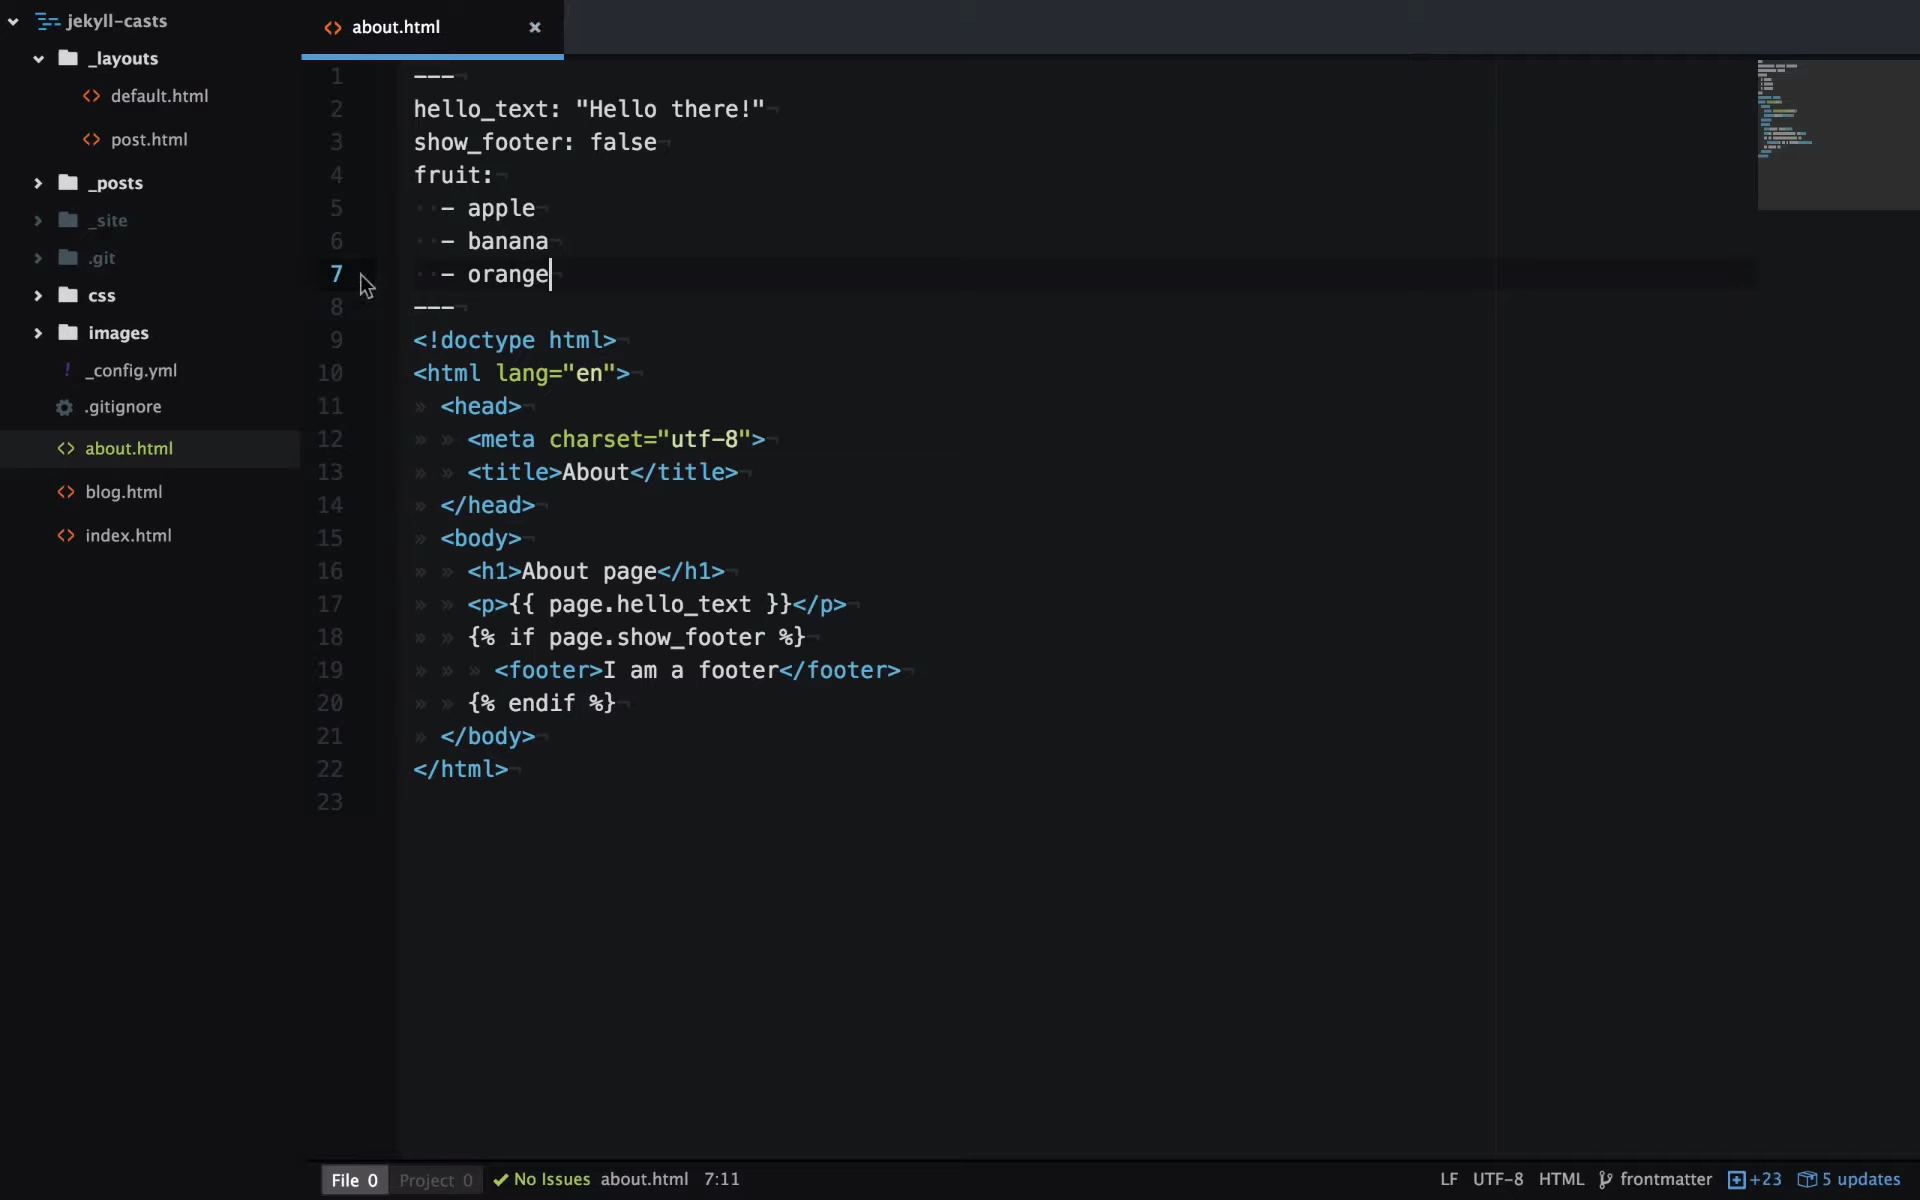 jekyll-casts
_layouts
default.html
post.html
_posts
_site
.git
css
images
! _config.yml
.gitignore
about.html
blog.html
index.html
about.html ×
1 ---
2 hello_text: "Hello there!"
3 show_footer: false
4 fruit:
5 - apple
6 - banana
7 - orange
8 ---
9 <!doctype html>
10 <html lang="en">
11 <head>
12 <meta charset="utf-8">
13 <title>About</title>
14 </head>
15 <body>
16 <h1>About page</h1>
17 <p>{{ page.hello_text }}</p>
18 {% if page.show_footer %}
19 <footer>I am a footer</footer>
20 {% endif %}
21 </body>
22 </html>
23
File 0 Project 0 No Issues about.html 7:11 LF UTF-8 HTML frontmatter +23 5 updates